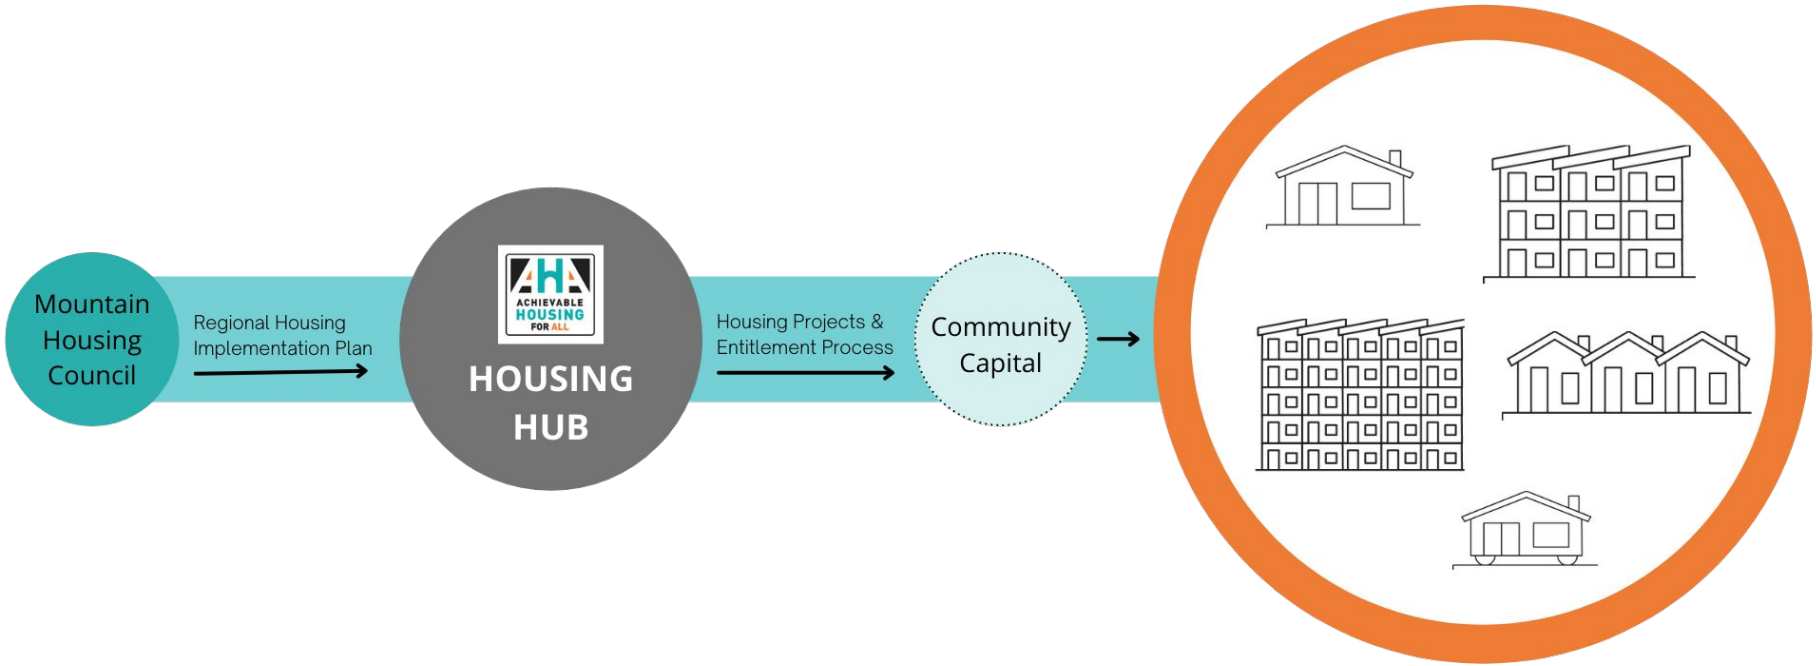 Mountain
Housing
Council
Regional Housing
Implementation Plan
AHA
ACHIEVABLE
HOUSING
FOR ALL
HOUSING
HUB
Housing Projects &
Entitlement Process
Community
Capital